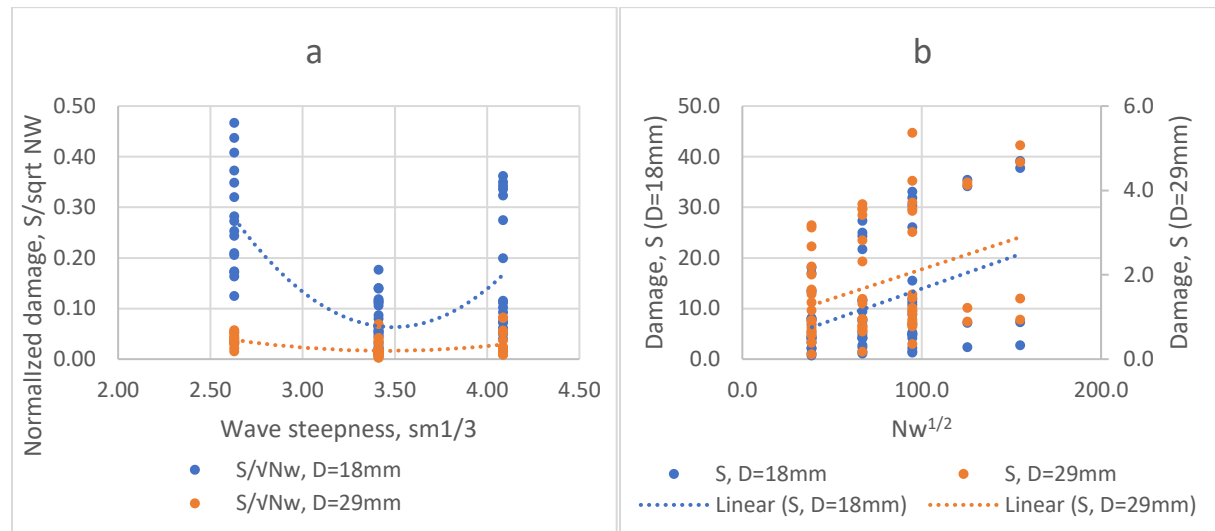 a
Normalized damage, S/sqrt NW
0.50
0.40
0.30
0.20
0.10
0.00
2.00 2.50 3.00 3.50 4.00 4.50
Wave steepness, sm1/3
S/√Nw, D=18mm
S/√Nw, D=29mm
b
Damage, S (D=18mm)
50.0
40.0
30.0
20.0
10.0
0.0
6.0
4.0
2.0
0.0
Damage, S (D=29mm)
0.0 100.0 200.0
Nw^1/2
S, D=18mm S, D=29mm
Linear (S, D=18mm) Linear (S, D=29mm)